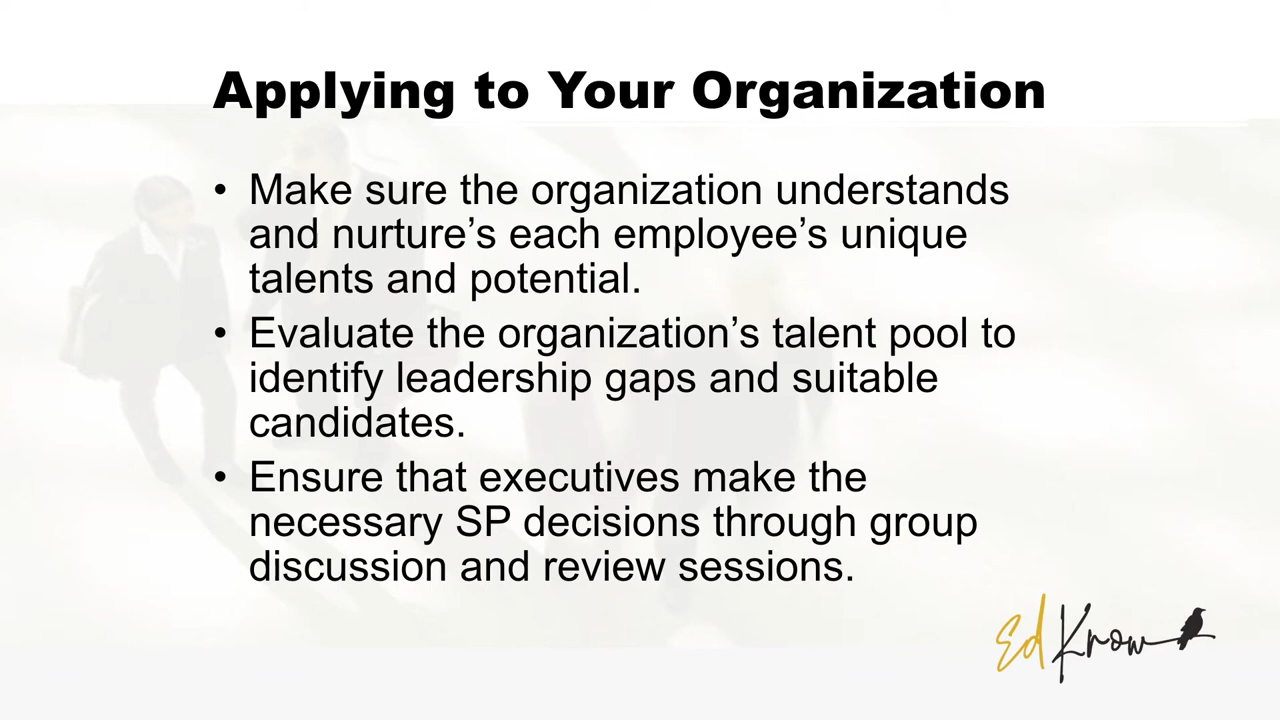 Applying to Your Organization
• Make sure the organization understands
and nurture’s each employee’s unique
talents and potential.
• Evaluate the organization’s talent pool to
identify leadership gaps and suitable
candidates.
• Ensure that executives make the
necessary SP decisions through group
discussion and review sessions.
Ed Know